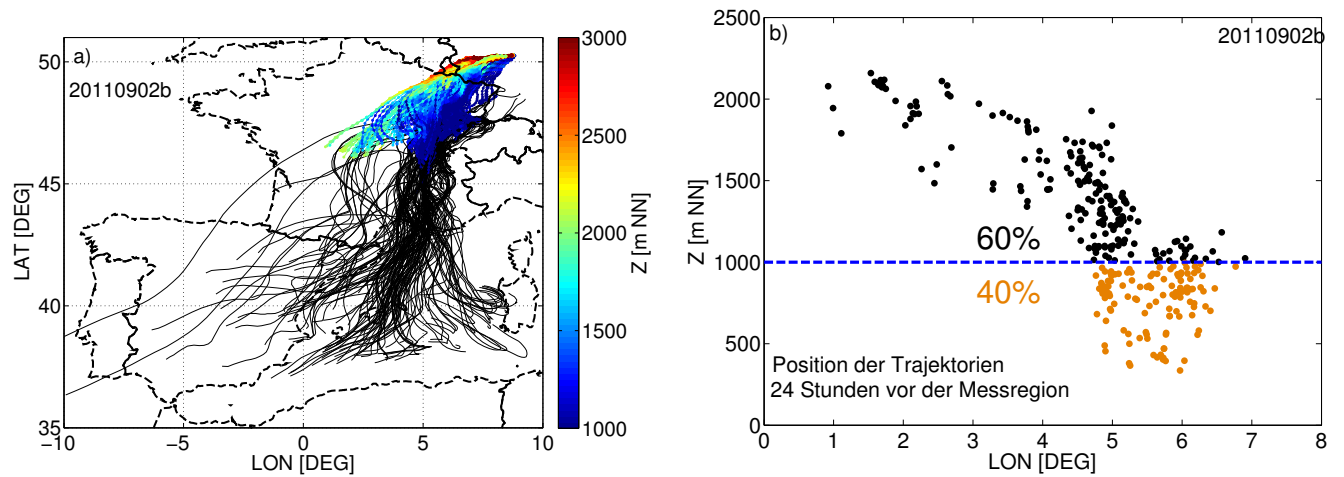 a)
20110902b
50
45
40
35
−10
−5
0
5
10
LAT [DEG]
LON [DEG]
3000
2500
2000
1500
1000
Z [m NN]
b)
20110902b
2500
2000
1500
1000
500
0
60%
40%
Position der Trajektorien
24 Stunden vor der Messregion
0
1
2
3
4
5
6
7
8
Z [m NN]
LON [DEG]